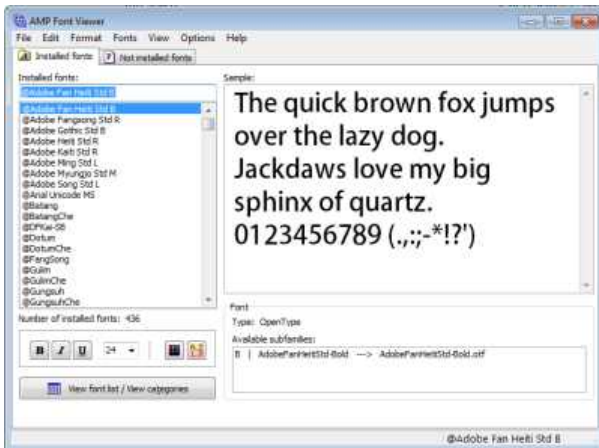 AMP Font Viewer
File Edit Format Fonts View Options Help
Installed fonts Not installed fonts
Installed fonts:
@Adobe Fan Heiti Std B
@Adobe Fan Heiti Std B
@Adobe Fangsong Std R
@Adobe Gothic Std B
@Adobe Heiti Std R
@Adobe Kaiti Std R
@Adobe Ming Std L
@Adobe Myungjo Std M
@Adobe Song Std L
@Arial Unicode MS
@Batang
@BatangChe
@DFKai-SB
@Dotum
@DotumChe
@FangSong
@Gulim
@GulimChe
@Gungsuh
@GungsuhChe
Number of installed fonts: 436
B I U 24
View font list / View categories
Sample:
The quick brown fox jumps
over the lazy dog.
Jackdaws love my big
sphinx of quartz.
0123456789 (.,:;-*!?')
Font
Type: OpenType
Available subfamilies:
B | AdobeFanHeitiStd-Bold ---> AdobeFanHeitiStd-Bold.otf
@Adobe Fan Heiti Std B